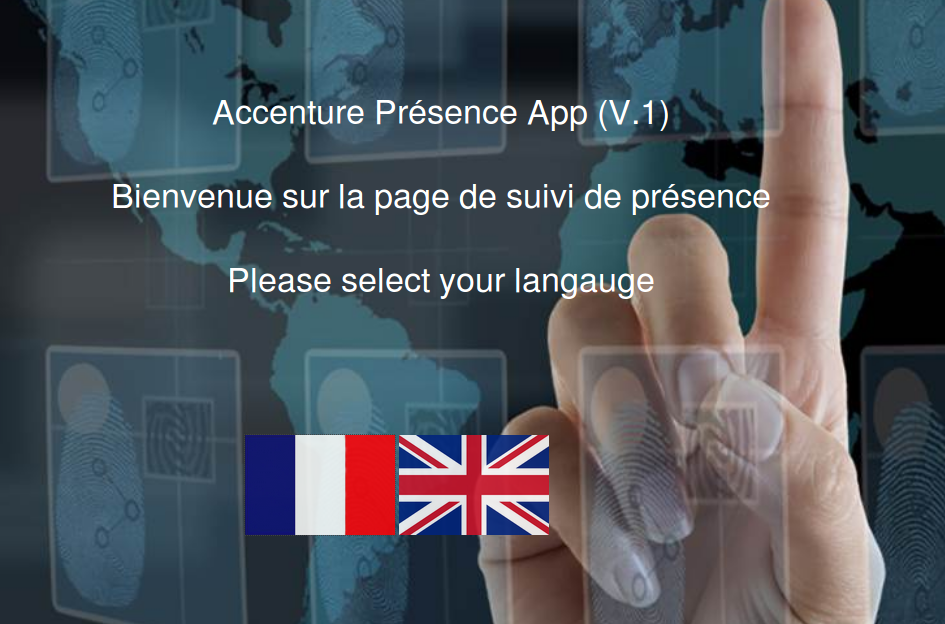 Accenture Présence App (V.1)
Bienvenue sur la page de suivi de présence
Please select your langauge